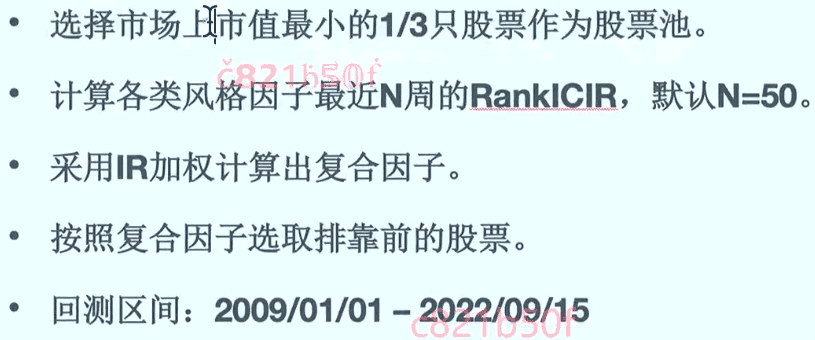 • 选择市场上市值最小的1/3只股票作为股票池。
c821b50f
• 计算各类风格因子最近N周的RankICIR，默认N=50。
• 采用IR加权计算出复合因子。
• 按照复合因子选取排靠前的股票。
• 回测区间：2009/01/01 – 2022/09/15
c821b50f